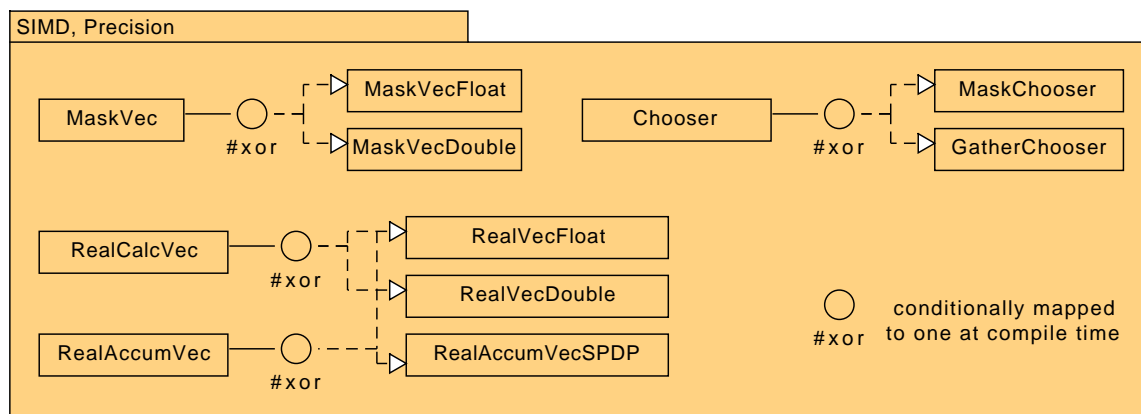 SIMD, Precision
MaskVec
#xor
MaskVecFloat
MaskVecDouble
Chooser
#xor
MaskChooser
GatherChooser
RealCalcVec
#xor
RealVecFloat
RealVecDouble
RealAccumVec
#xor
RealAccumVecSPDP
#xor
conditionally mapped
to one at compile time